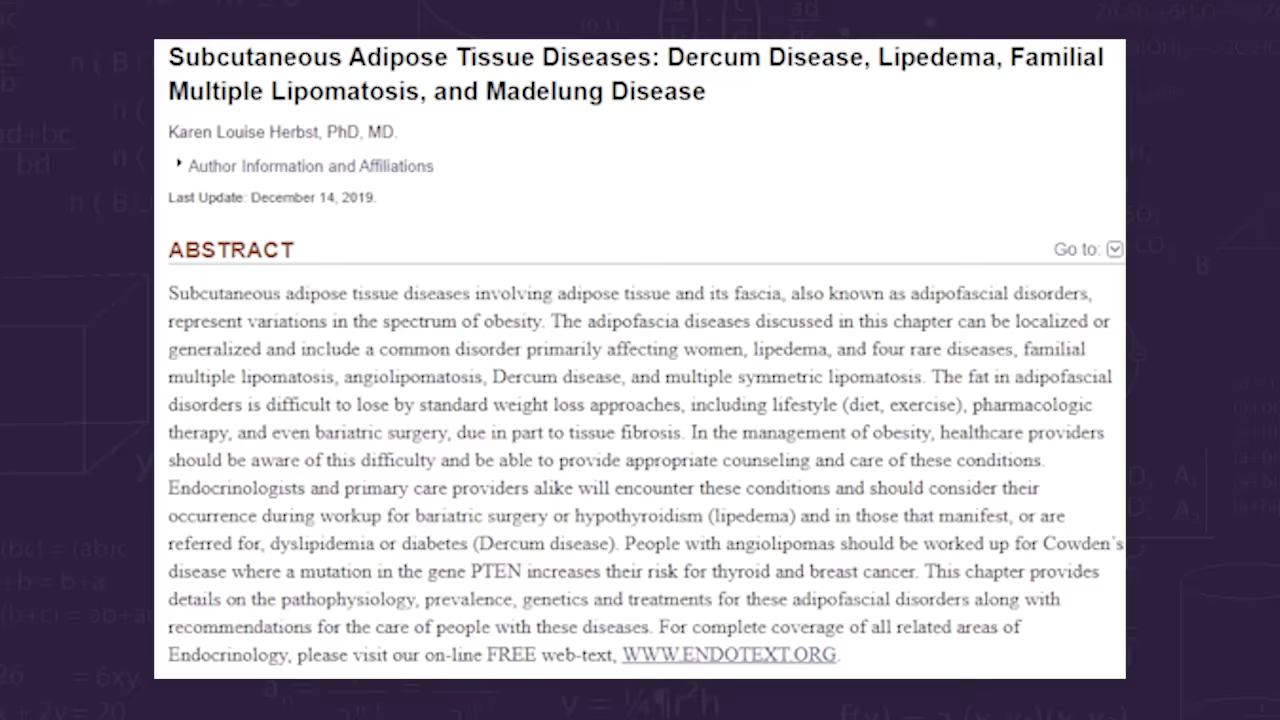 Subcutaneous Adipose Tissue Diseases: Dercum Disease, Lipedema, Familial
Multiple Lipomatosis, and Madelung Disease
Karen Louise Herbst, PhD, MD.
Author Information and Affiliations
Last Update: December 14, 2019.
ABSTRACT
Go to:
Subcutaneous adipose tissue diseases involving adipose tissue and its fascia, also known as adipofascial disorders,
represent variations in the spectrum of obesity. The adipofascia diseases discussed in this chapter can be localized or
generalized and include a common disorder primarily affecting women, lipedema, and four rare diseases, familial
multiple lipomatosis, angiolipomatosis, Dercum disease, and multiple symmetric lipomatosis. The fat in adipofascial
disorders is difficult to lose by standard weight loss approaches, including lifestyle (diet, exercise), pharmacologic
therapy, and even bariatric surgery, due in part to tissue fibrosis. In the management of obesity, healthcare providers
should be aware of this difficulty and be able to provide appropriate counseling and care of these conditions.
Endocrinologists and primary care providers alike will encounter these conditions and should consider their
occurrence during workup for bariatric surgery or hypothyroidism (lipedema) and in those that manifest, or are
referred for, dyslipidemia or diabetes (Dercum disease). People with angiolipomas should be worked up for Cowden's
disease where a mutation in the gene PTEN increases their risk for thyroid and breast cancer. This chapter provides
details on the pathophysiology, prevalence, genetics and treatments for these adipofascial disorders along with
recommendations for the care of people with these diseases. For complete coverage of all related areas of
Endocrinology, please visit our on-line FREE web-text, WWW.ENDOTEXT.ORG.